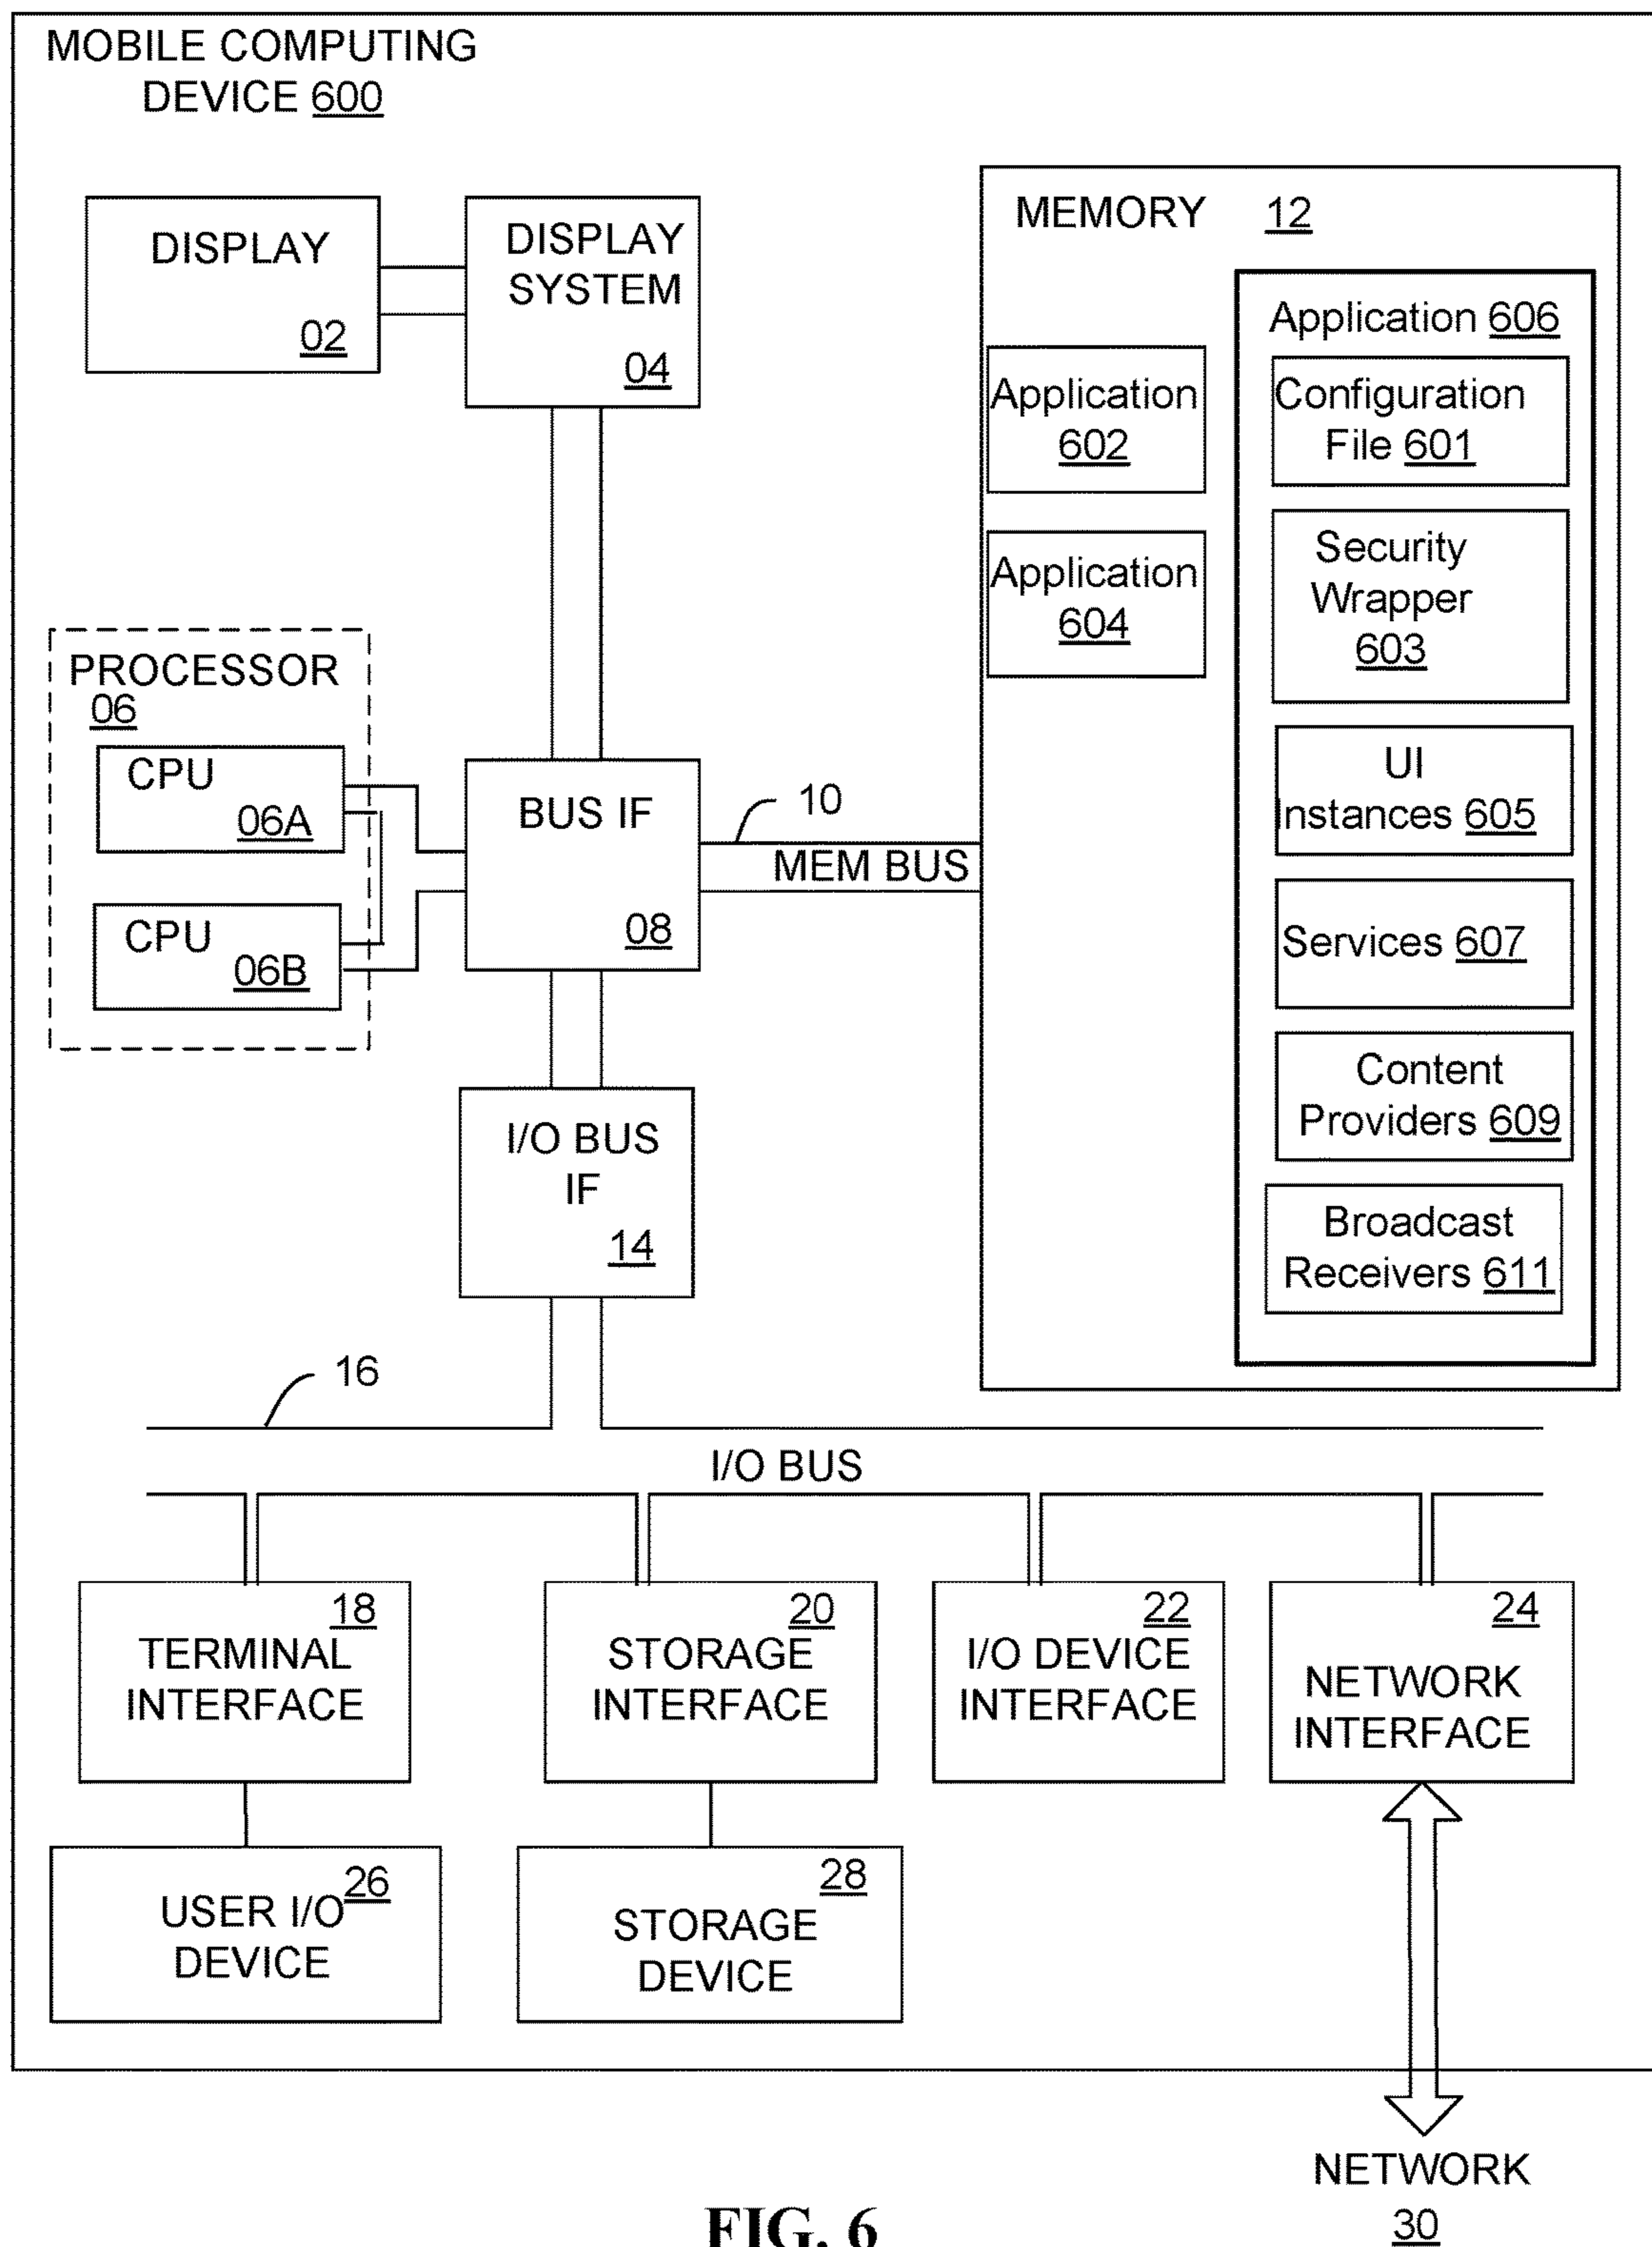 MOBILE COMPUTING
DEVICE 600
DISPLAY
02
DISPLAY
SYSTEM
04
MEMORY 12
Application 606
Configuration
File 601
Security
Wrapper
603
UI
Instances 605
Services 607
Content
Providers 609
Broadcast
Receivers 611
Application
602
Application
604
PROCESSOR
06
CPU
06A
CPU
06B
BUS IF
08
10
MEM BUS
I/O BUS
IF
14
16
I/O BUS
18
TERMINAL
INTERFACE
20
STORAGE
INTERFACE
22
I/O DEVICE
INTERFACE
24
NETWORK
INTERFACE
26
USER I/O
DEVICE
28
STORAGE
DEVICE
NETWORK
30
FIG. 6